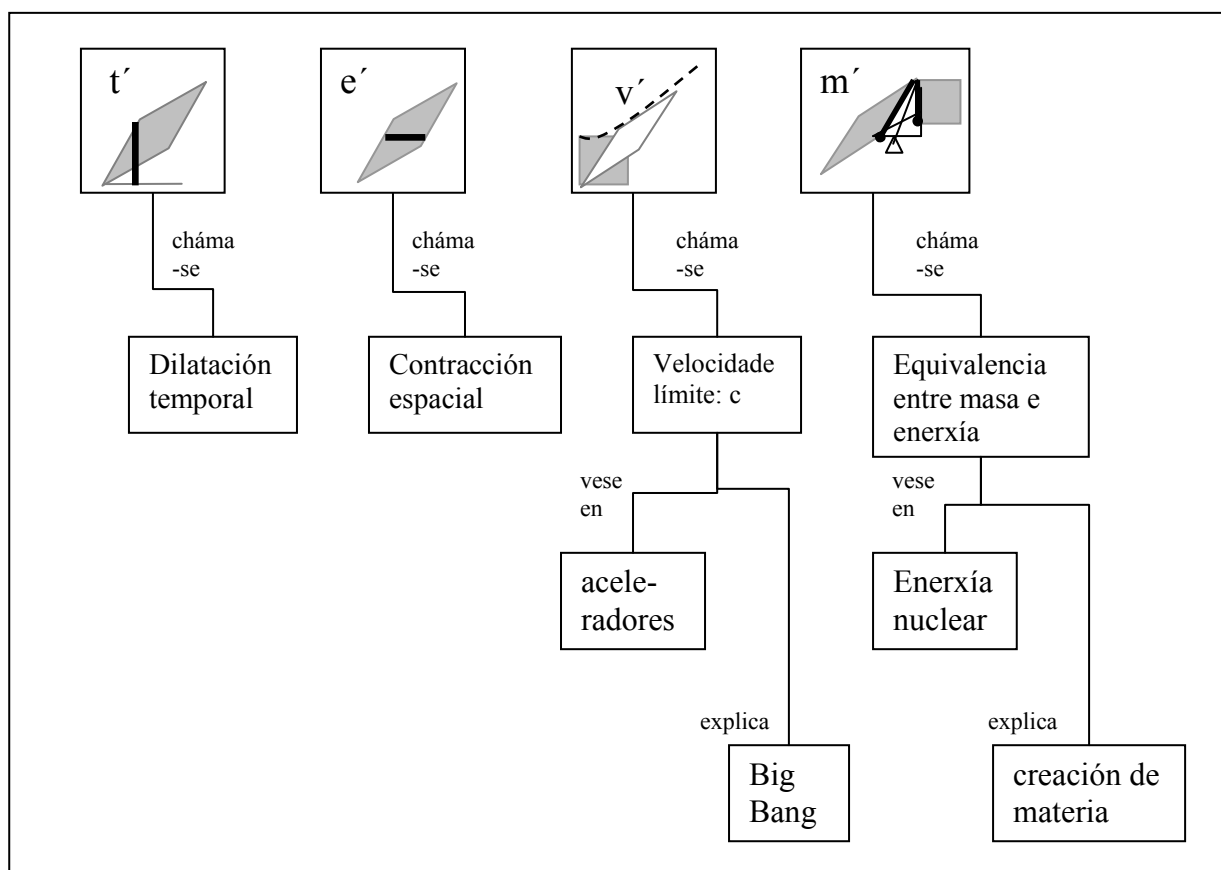 t´
e´
v´
m´
cháma
-se
cháma
-se
cháma
-se
cháma
-se
Dilatación
temporal
Contracción
espacial
Velocidade
límite: c
Equivalencia
entre masa e
enerxía
vese
en
vese
en
acele-
radores
Enerxía
nuclear
explica
explica
Big
Bang
creación de
materia